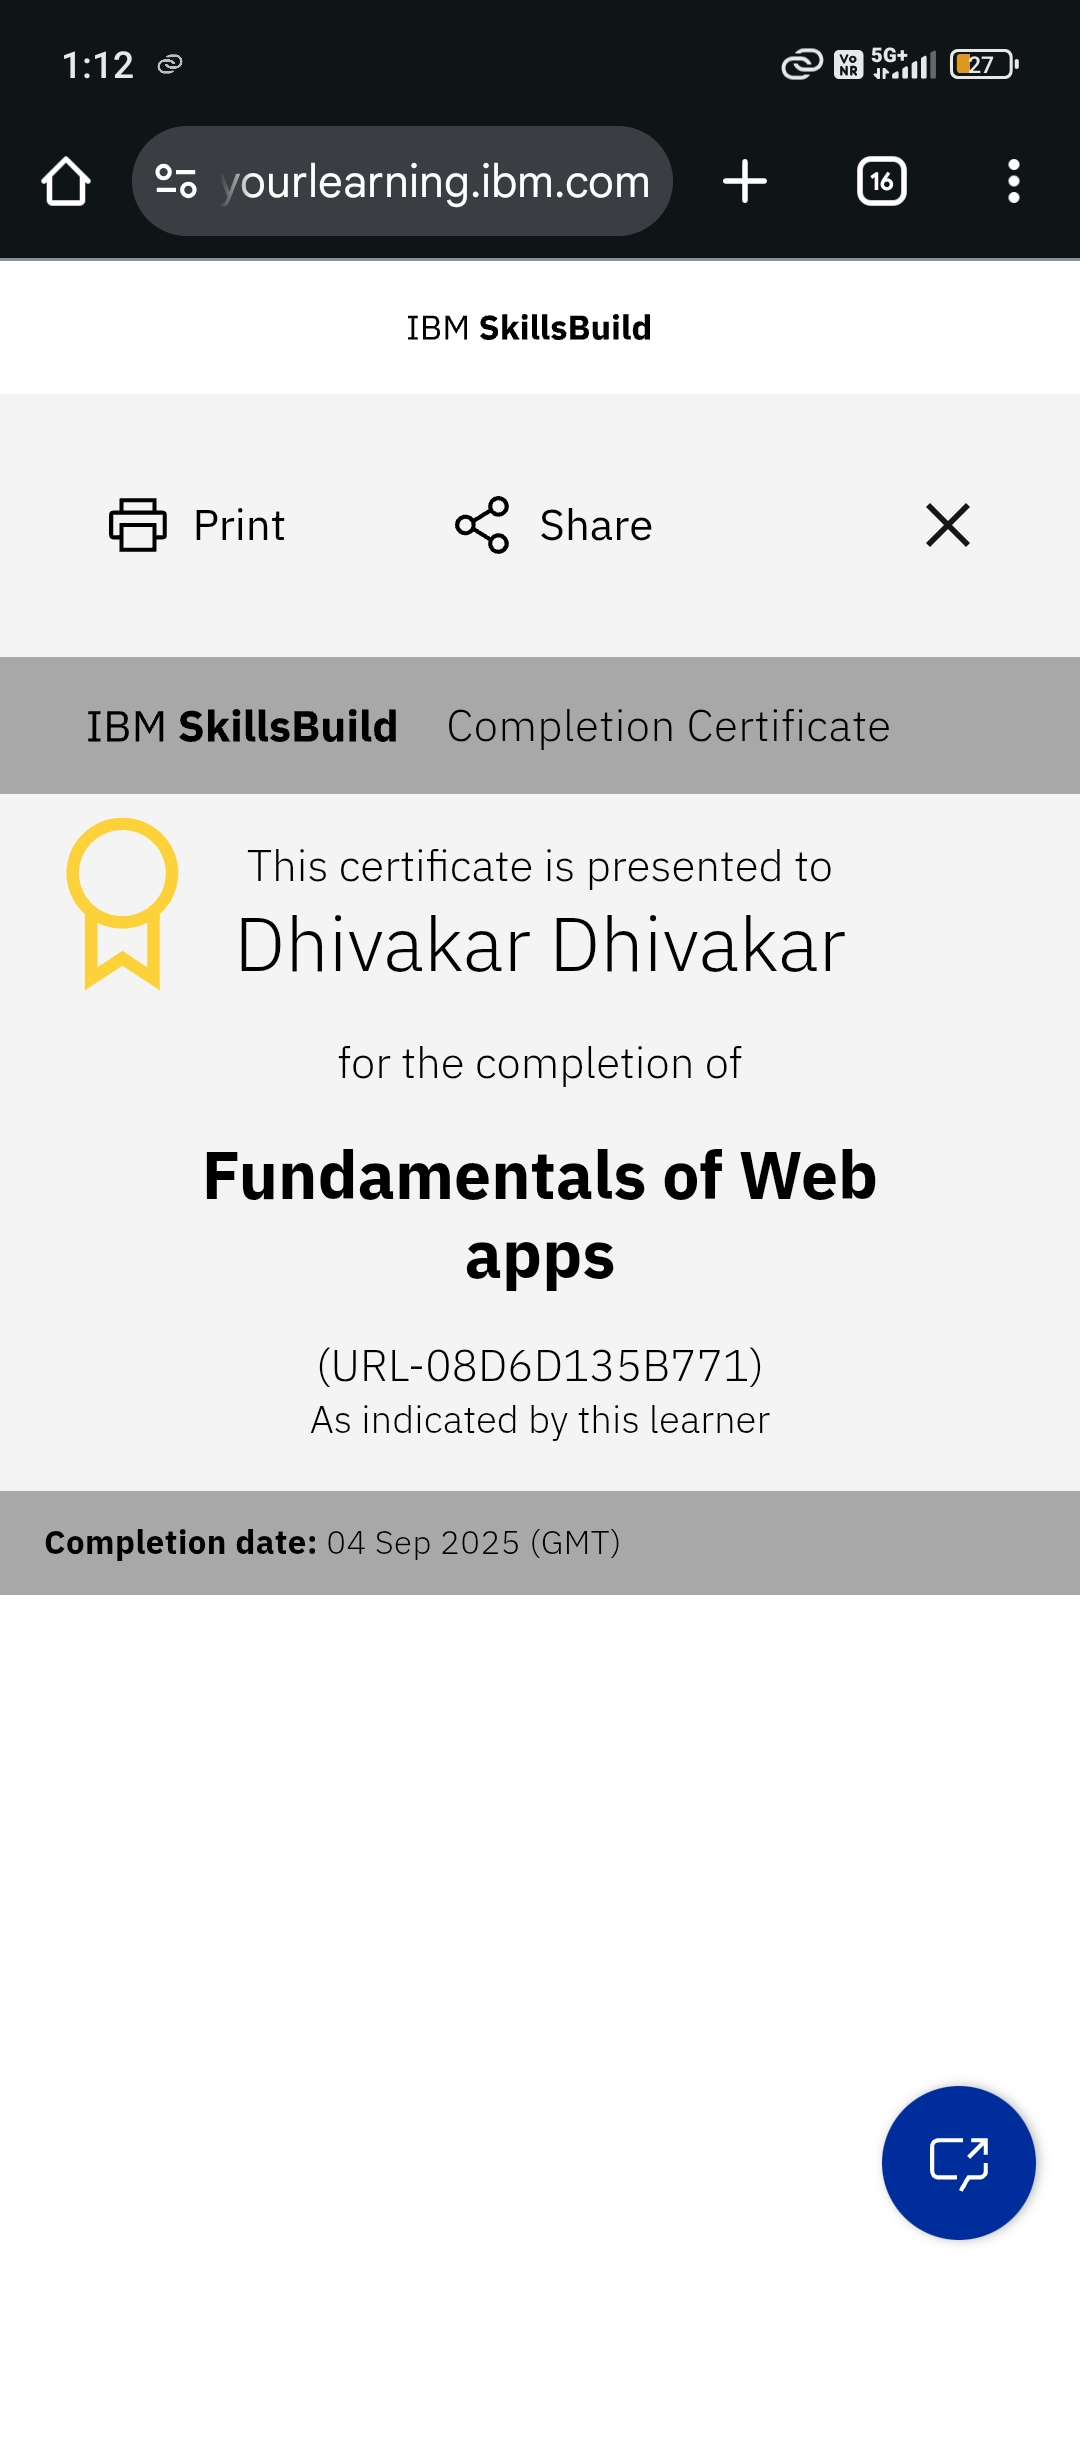 1:12
Vo NR 5G+ 27
yourlearning.ibm.com
16
IBM SkillsBuild
Print Share
IBM SkillsBuild Completion Certificate
This certificate is presented to
Dhivakar Dhivakar
for the completion of
Fundamentals of Web
apps
(URL-08D6D135B771)
As indicated by this learner
Completion date: 04 Sep 2025 (GMT)